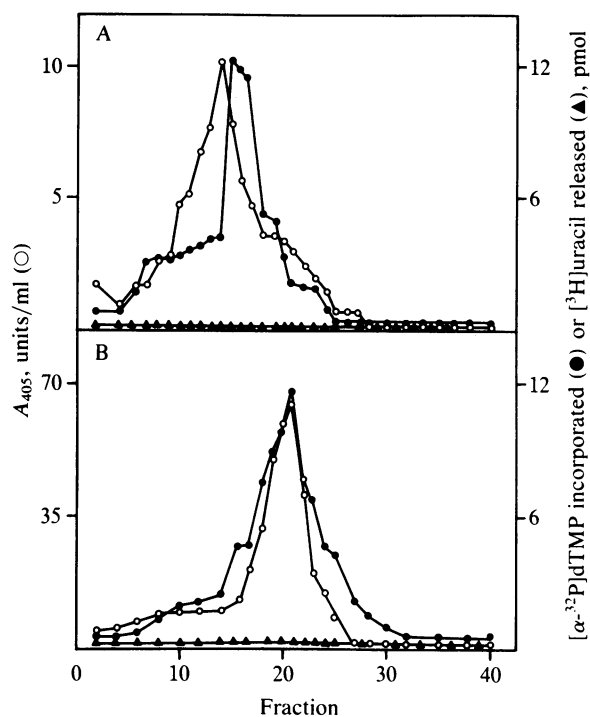 A
10
5
12
6
B
70
35
12
6
0
10
20
30
40
Fraction
A405, units/ml (○)
[α-32P]dTMP incorporated (●) or [3H]uracil released (▲), pmol